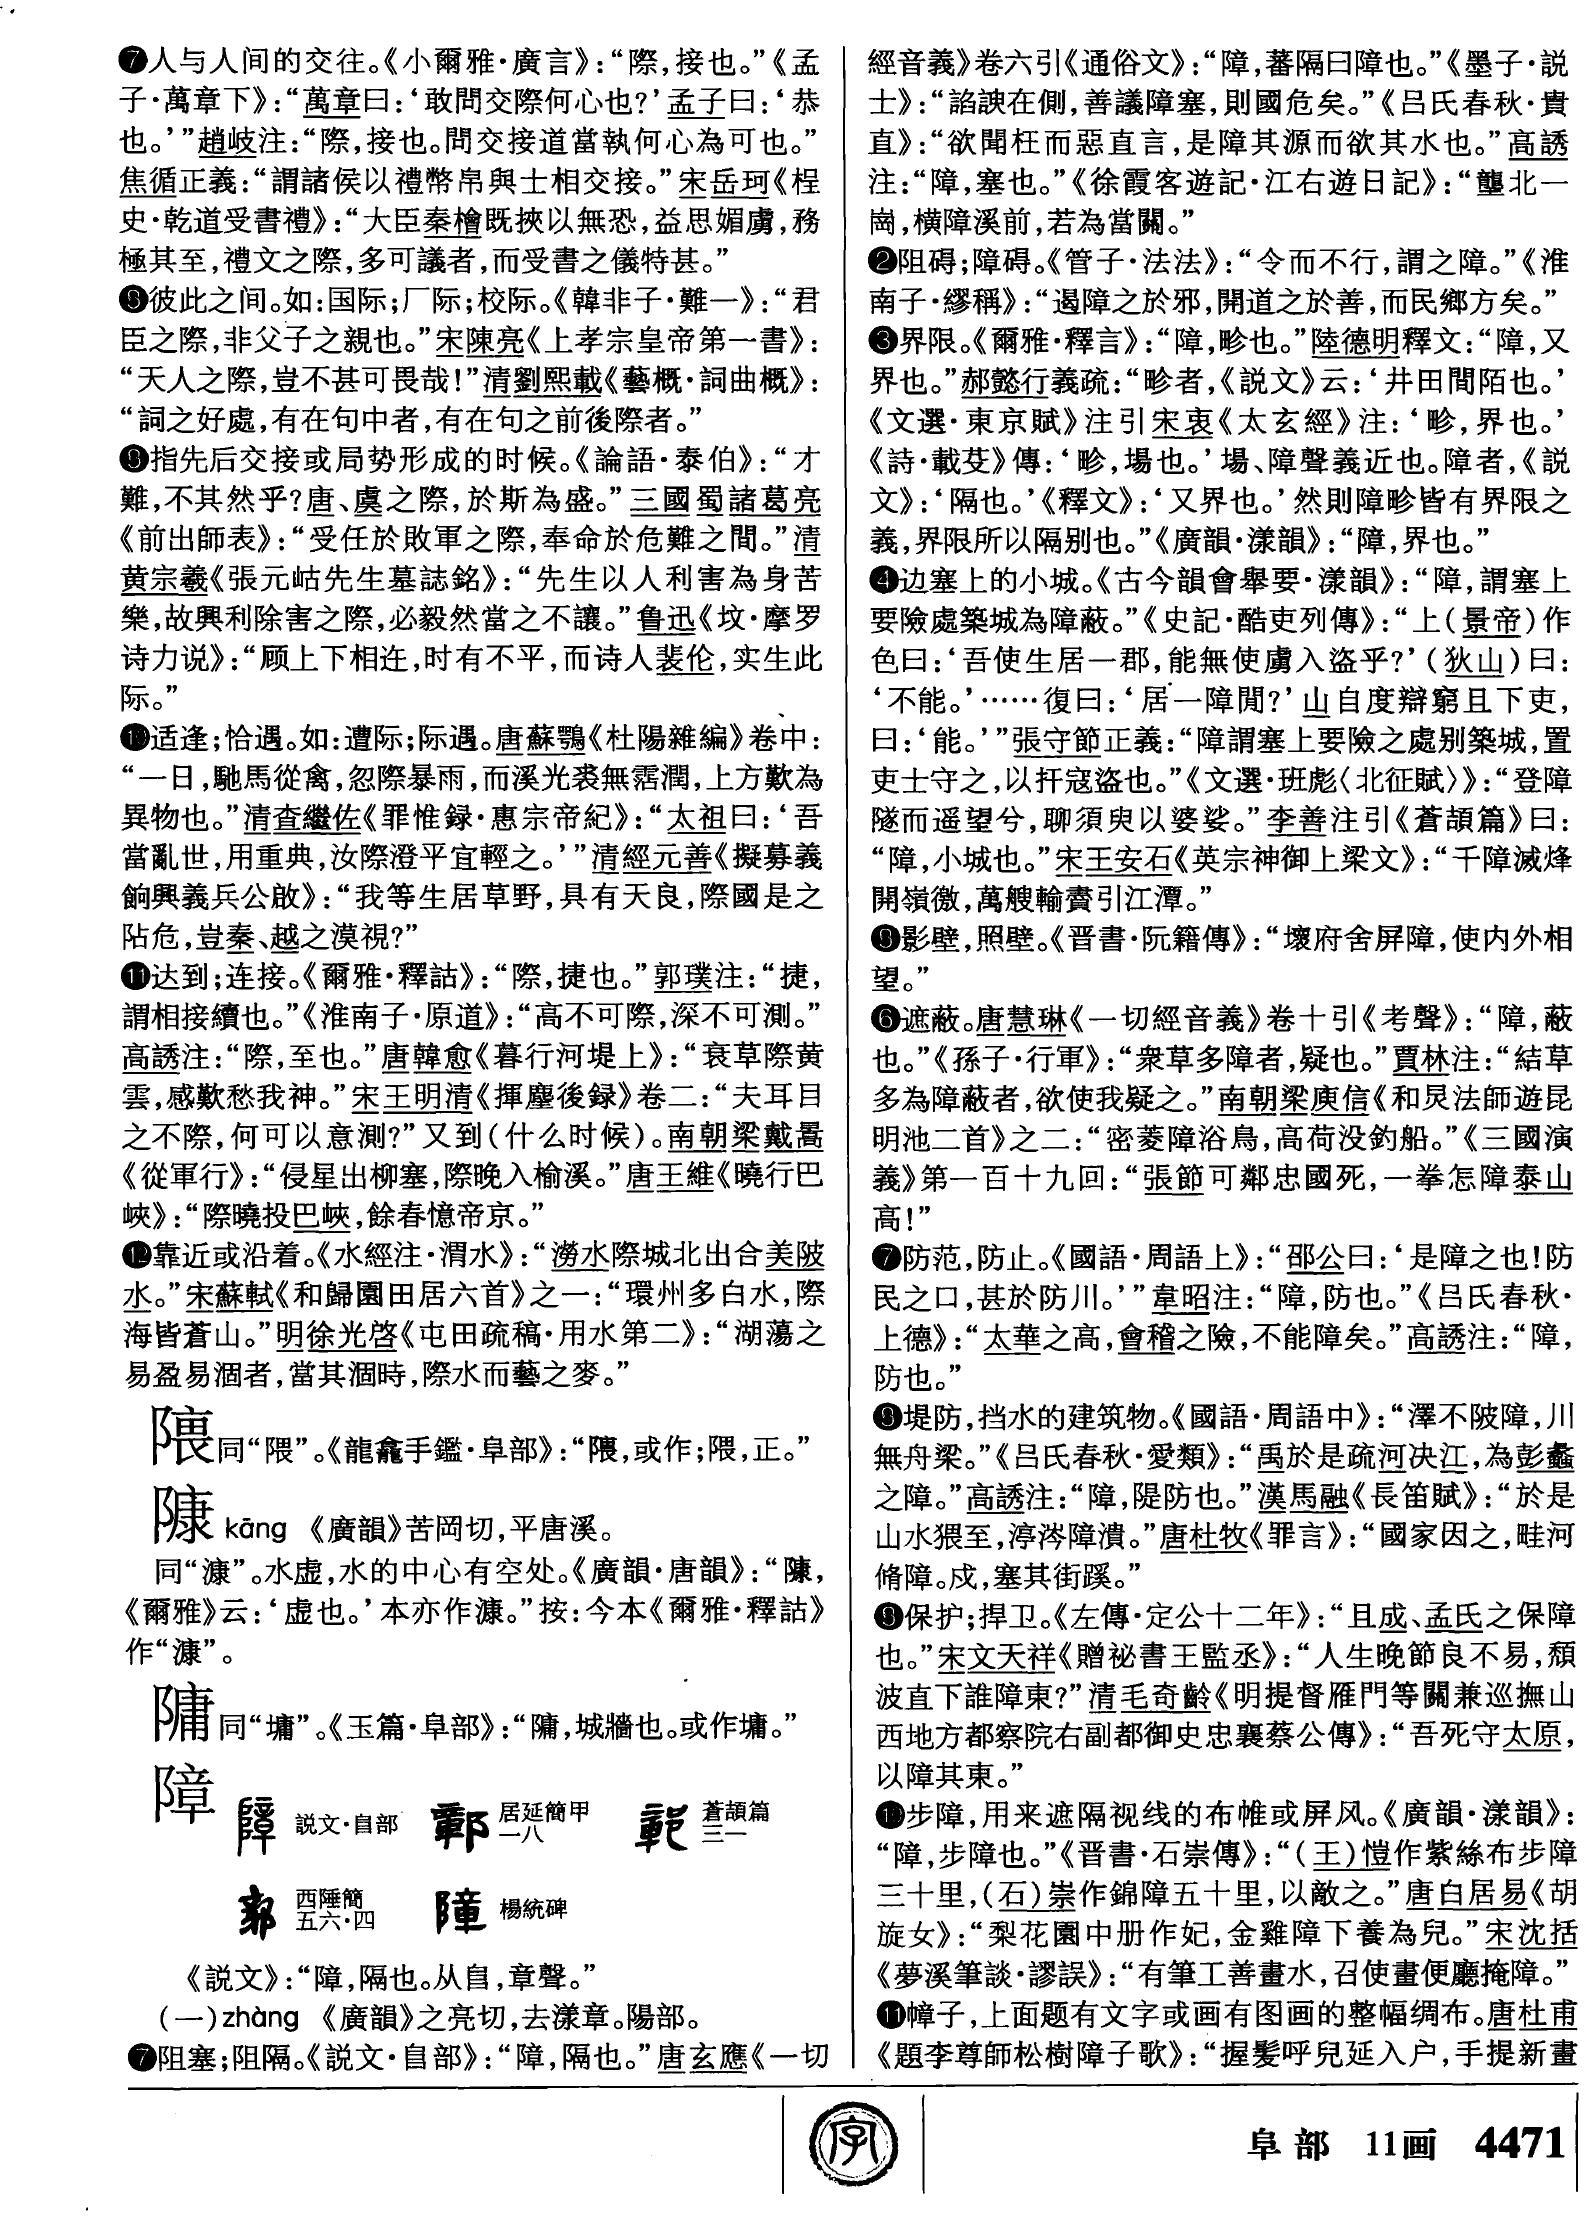 ❼人与人间的交往。《小爾雅·廣言》：“際，接也。”《孟
子·萬章下》：“萬章曰：‘敢問交際何心也？’孟子曰：‘恭
也。’”趙岐注：“際，接也。問交接道當執何心為可也。”
焦循正義：“謂諸侯以禮幣帛與士相交接。”宋岳珂《桯
史·乾道受書禮》：“大臣秦檜既挾以無恐，益思媚虜，務
極其至，禮文之際，多可議者，而受書之儀特甚。”
❽彼此之间。如：国际；厂际；校际。《韓非子·難一》：“君
臣之際，非父子之親也。”宋陳亮《上孝宗皇帝第一書》：
“天人之際，豈不甚可畏哉！”清劉熙載《藝概·詞曲概》：
“詞之好處，有在句中者，有在句之前後際者。”
❾指先后交接或局势形成的时候。《論語·泰伯》：“才
難，不其然乎？唐、虞之際，於斯為盛。”三國蜀諸葛亮
《前出師表》：“受任於敗軍之際，奉命於危難之間。”清
黄宗羲《張元岵先生墓誌銘》：“先生以人利害為身苦
樂，故興利除害之際，必毅然當之不讓。”鲁迅《坟·摩罗
诗力说》：“顾上下相迕，时有不平，而诗人裴伦，实生此
际。”
❿适逢；恰遇。如：遭际；际遇。唐蘇鶚《杜陽雜編》卷中：
“一日，馳馬從禽，忽際暴雨，而溪光裘無霑潤，上方歎為
異物也。”清查繼佐《罪惟録·惠宗帝紀》：“太祖曰：‘吾
當亂世，用重典，汝際澄平宜輕之。’”清經元善《擬募義
餉興義兵公啟》：“我等生居草野，具有天良，際國是之
阽危，豈秦、越之漠視？”
⓫达到；连接。《爾雅·釋詁》：“際，捷也。”郭璞注：“捷，
謂相接續也。”《淮南子·原道》：“高不可際，深不可測。”
高誘注：“際，至也。”唐韓愈《暮行河堤上》：“衰草際黄
雲，感歎愁我神。”宋王明清《揮麈後録》卷二：“夫耳目
之不際，何可以意測？”又到（什么时候）。南朝梁戴暠
《從軍行》：“侵星出柳塞，際晚入榆溪。”唐王維《曉行巴
峽》：“際曉投巴峽，餘春憶帝京。”
⓬靠近或沿着。《水經注·渭水》：“澇水際城北出合美陂
水。”宋蘇軾《和歸園田居六首》之一：“環州多白水，際
海皆蒼山。”明徐光啓《屯田疏稿·用水第二》：“湖蕩之
易盈易涸者，當其涸時，際水而藝之麥。”
同“隈”。《龍龕手鑑·阜部》：“或作；隈，正。”
𨻷 kāng 《廣韻》苦岡切，平唐溪。
同“漮”。水虚，水的中心有空处。《廣韻·唐韻》：“𨻷，
《爾雅》云：‘虚也。’本亦作漮。”按：今本《爾雅·釋詁》
作“漮”。
𨻱同“墉”。《玉篇·阜部》：“𨻱，城牆也。或作墉。”
障
説文·𨸏部 居延簡甲一八 蒼頡篇三一
西陲簡五六·四 楊統碑
《説文》：“障，隔也。从𨸏，章聲。”
（一）zhàng 《廣韻》之亮切，去漾章。陽部。
❼阻塞；阻隔。《説文·𨸏部》：“障，隔也。”唐玄應《一切
經音義》卷六引《通俗文》：“障，蕃隔曰障也。”《墨子·説
士》：“諂諛在側，善議障塞，則國危矣。”《吕氏春秋·貴
直》：“欲聞枉而惡直言，是障其源而欲其水也。”高誘
注：“障，塞也。”《徐霞客遊記·江右遊日記》：“壟北一
崗，横障溪前，若為當關。”
❷阻碍；障碍。《管子·法法》：“令而不行，謂之障。”《淮
南子·繆稱》：“遏障之於邪，開道之於善，而民鄉方矣。”
❸界限。《爾雅·釋言》：“障，畛也。”陸德明釋文：“障，又
界也。”郝懿行義疏：“畛者，《説文》云：‘井田間陌也。’
《文選·東京賦》注引宋衷《太玄經》注：‘畛，界也。’
《詩·載芟》傳：‘畛，場也。’場、障聲義近也。障者，《説
文》：‘隔也。’《釋文》：‘又界也。’然則障畛皆有界限之
義，界限所以隔别也。”《廣韻·漾韻》：“障，界也。”
❹边塞上的小城。《古今韻會舉要·漾韻》：“障，謂塞上
要險處築城為障蔽。”《史記·酷吏列傳》：“上（景帝）作
色曰：‘吾使生居一郡，能無使虜入盜乎？’（狄山）曰：
‘不能。’……復曰：‘居一障閒？’山自度辯窮且下吏，
曰：‘能。’”張守節正義：“障謂塞上要險之處别築城，置
吏士守之，以扞寇盜也。”《文選·班彪〈北征賦〉》：“登障
隧而遥望兮，聊須臾以婆娑。”李善注引《蒼頡篇》曰：
“障，小城也。”宋王安石《英宗神御上梁文》：“千障滅烽
開嶺徼，萬艘輸賮引江潭。”
❺影壁，照壁。《晋書·阮籍傳》：“壞府舍屏障，使内外相
望。”
❻遮蔽。唐慧琳《一切經音義》卷十引《考聲》：“障，蔽
也。”《孫子·行軍》：“衆草多障者，疑也。”賈林注：“結草
多為障蔽者，欲使我疑之。”南朝梁庾信《和炅法師遊昆
明池二首》之二：“密菱障浴鳥，高荷没釣船。”《三國演
義》第一百十九回：“張節可鄰忠國死，一拳怎障泰山
高！”
❼防范，防止。《國語·周語上》：“邵公曰：‘是障之也！防
民之口，甚於防川。’”韋昭注：“障，防也。”《吕氏春秋·
上德》：“太華之高，會稽之險，不能障矣。”高誘注：“障，
防也。”
❽堤防，挡水的建筑物。《國語·周語中》：“澤不陂障，川
無舟梁。”《吕氏春秋·愛類》：“禹於是疏河决江，為彭蠡
之障。”高誘注：“障，隄防也。”漢馬融《長笛賦》：“於是
山水猥至，渟涔障潰。”唐杜牧《罪言》：“國家因之，畦河
脩障。戍，塞其街蹊。”
❾保护；捍卫。《左傳·定公十二年》：“且成、孟氏之保障
也。”宋文天祥《贈祕書王監丞》：“人生晚節良不易，頹
波直下誰障東？”清毛奇齡《明提督雁門等關兼巡撫山
西地方都察院右副都御史忠襄蔡公傳》：“吾死守太原，
以障其東。”
❿步障，用来遮隔视线的布帷或屏风。《廣韻·漾韻》：
“障，步障也。”《晋書·石崇傳》：“（王）愷作紫絲布步障
三十里，（石）崇作錦障五十里，以敵之。”唐白居易《胡
旋女》：“梨花園中册作妃，金雞障下養為兒。”宋沈括
《夢溪筆談·謬誤》：“有筆工善畫水，召使畫便廳掩障。”
⓫幛子，上面题有文字或画有图画的整幅绸布。唐杜甫
《題李尊師松樹障子歌》：“握髮呼兒延入户，手提新畫
字
阜部 11画 4471